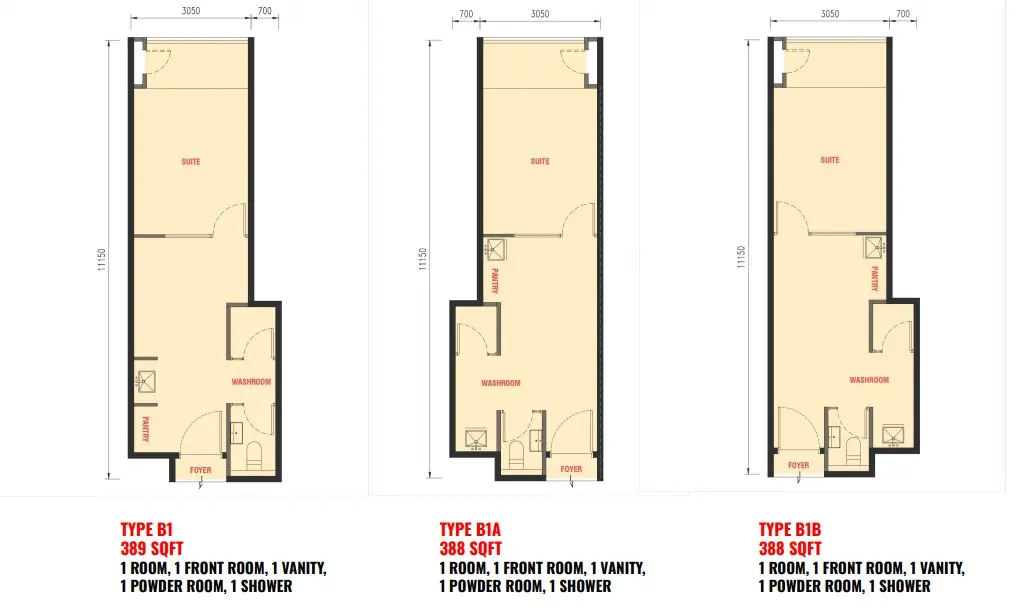 3050 700
11150
SUITE
WASHROOM
PANTRY
FOYER
TYPE B1
389 SQFT
1 ROOM, 1 FRONT ROOM, 1 VANITY,
1 POWDER ROOM, 1 SHOWER
700 3050
11150
SUITE
PANTRY
WASHROOM
FOYER
TYPE B1A
388 SQFT
1 ROOM, 1 FRONT ROOM, 1 VANITY,
1 POWDER ROOM, 1 SHOWER
3050 700
11150
SUITE
PANTRY
WASHROOM
FOYER
TYPE B1B
388 SQFT
1 ROOM, 1 FRONT ROOM, 1 VANITY,
1 POWDER ROOM, 1 SHOWER